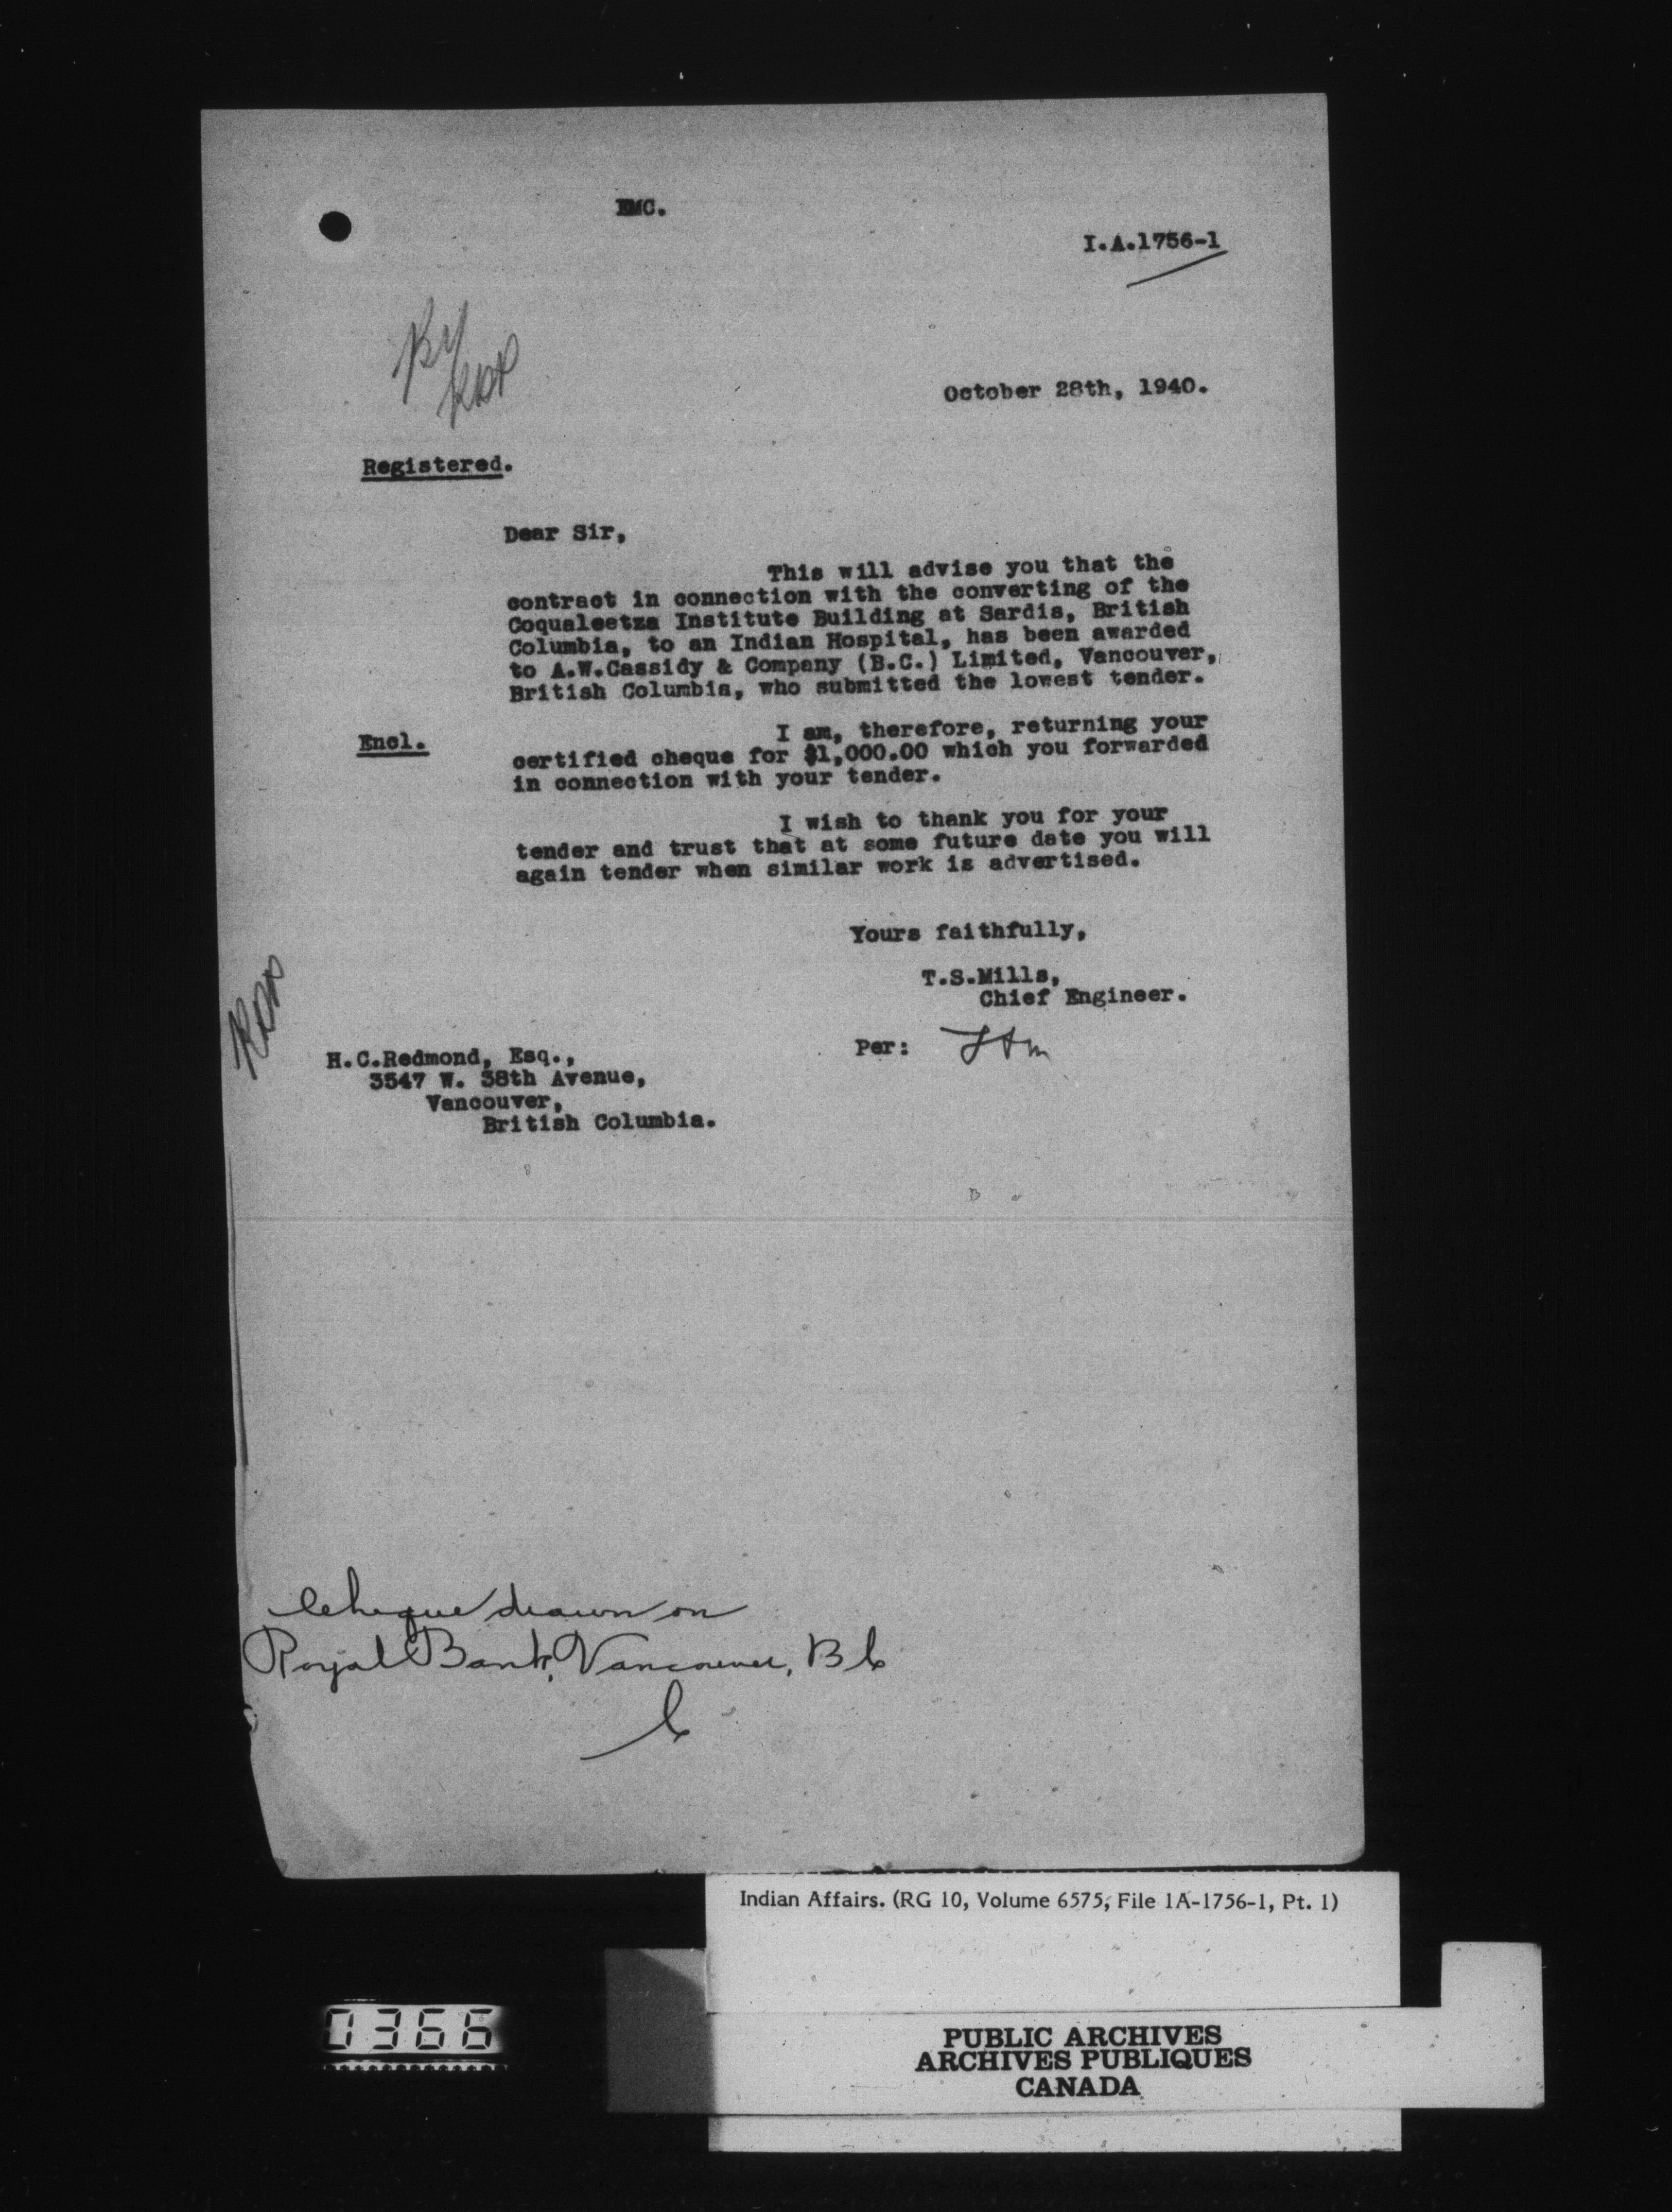 EMC.
I.A.1756-1
October 28th, 1940.
Registered.
Dear Sir,
This will advise you that the
contract in connection with the converting of the
Coqualeetza Institute Building at Sardis, British
Columbia, to an Indian Hospital, has been awarded
to A.W.Cassidy & Company (B.C.) Limited, Vancouver,
British Columbia, who submitted the lowest tender.
Encl.
I am, therefore, returning your
certified cheque for $1,000.00 which you forwarded
in connection with your tender.
I wish to thank you for your
tender and trust that at some future date you will
again tender when similar work is advertised.
Yours faithfully,
T.S.Mills,
Chief Engineer.
Per:
H.C.Redmond, Esq.,
3547 W. 38th Avenue,
Vancouver,
British Columbia.
Cheque drawn on
Royal Bank, Vancouver, B C
C
Indian Affairs. (RG 10, Volume 6575, File 1A-1756-1, Pt. 1)
0366
PUBLIC ARCHIVES
ARCHIVES PUBLIQUES
CANADA